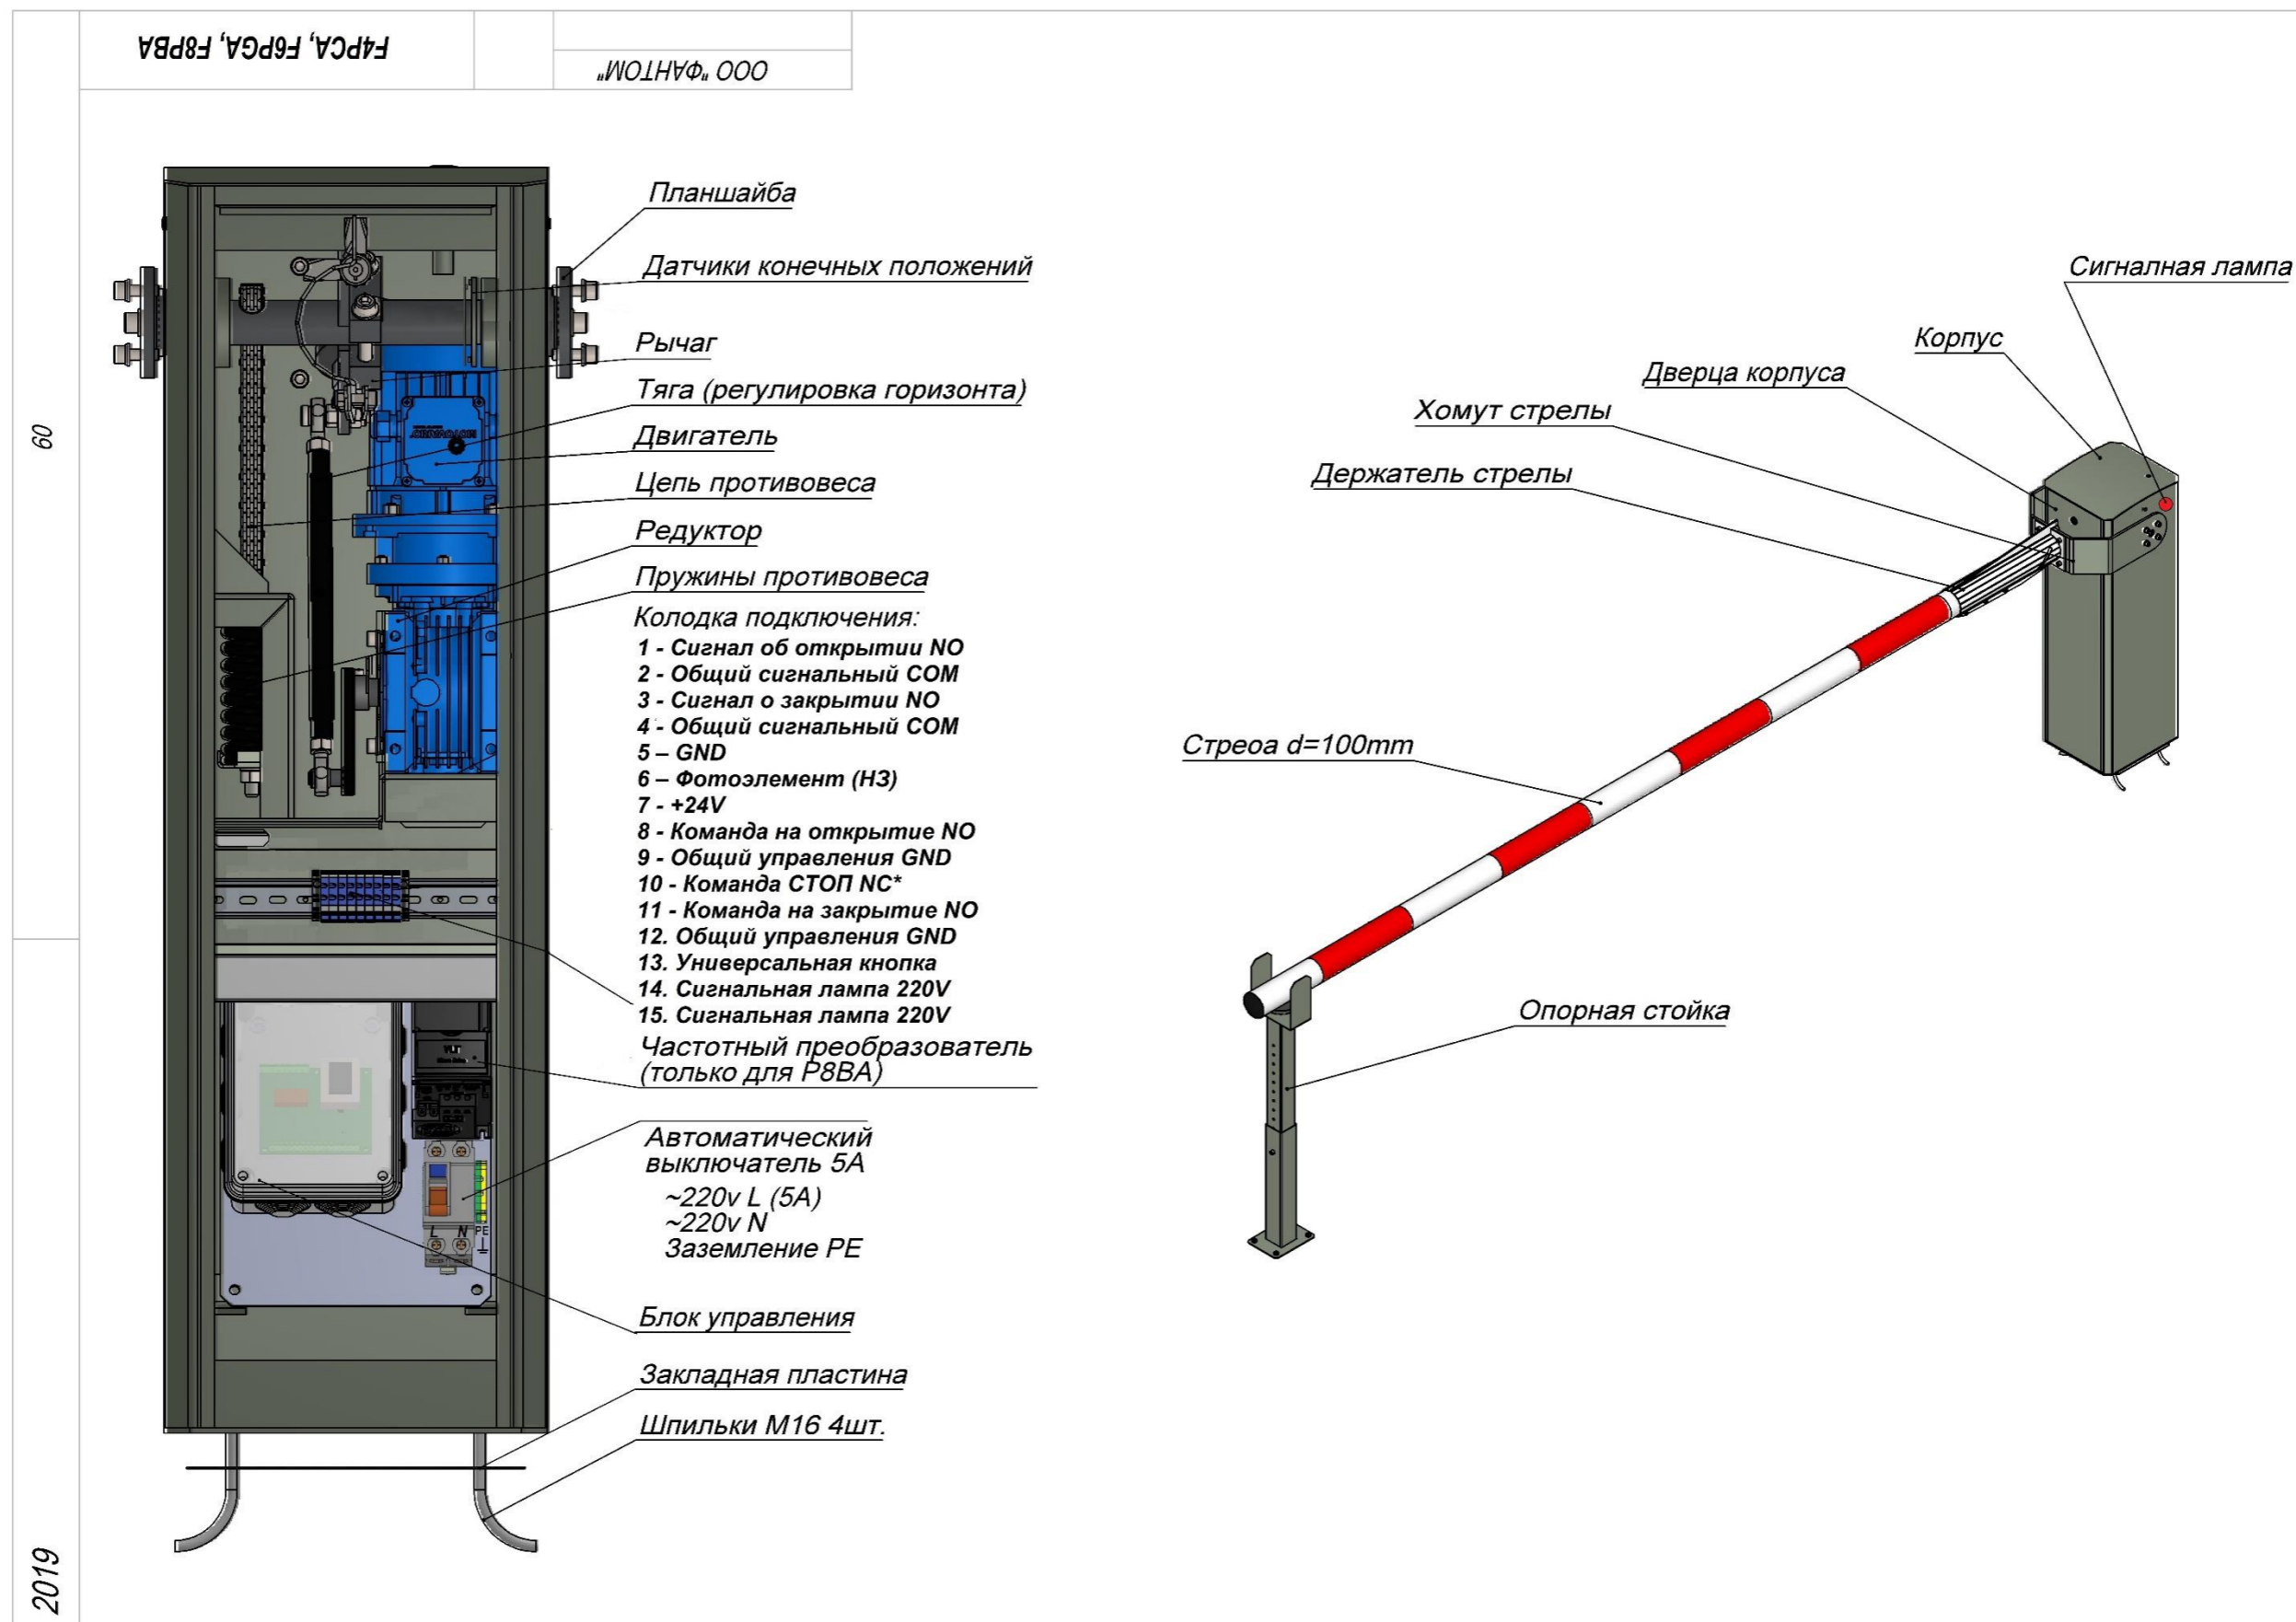 F4PCA, F6PGA, F8PBA
ООО "ФАНТОМ"
60
2019
Планшайба
Датчики конечных положений
Рычаг
Тяга (регулировка горизонта)
Двигатель
Цепь противовеса
Редуктор
Пружины противовеса
Колодка подключения:
1 - Сигнал об открытии NO
2 - Общий сигнальный COM
3 - Сигнал о закрытии NO
4 - Общий сигнальный COM
5 – GND
6 – Фотоэлемент (НЗ)
7 - +24V
8 - Команда на открытие NO
9 - Общий управления GND
10 - Команда СТОП NC*
11 - Команда на закрытие NO
12. Общий управления GND
13. Универсальная кнопка
14. Сигнальная лампа 220V
15. Сигнальная лампа 220V
Частотный преобразователь
(только для P8BA)
Автоматический
выключатель 5А
~220v L (5A)
~220v N
Заземление PE
Блок управления
Закладная пластина
Шпильки М16 4шт.
VLT
L N PE
Сигналная лампа
Корпус
Дверца корпуса
Хомут стрелы
Держатель стрелы
Стреоа d=100mm
Опорная стойка